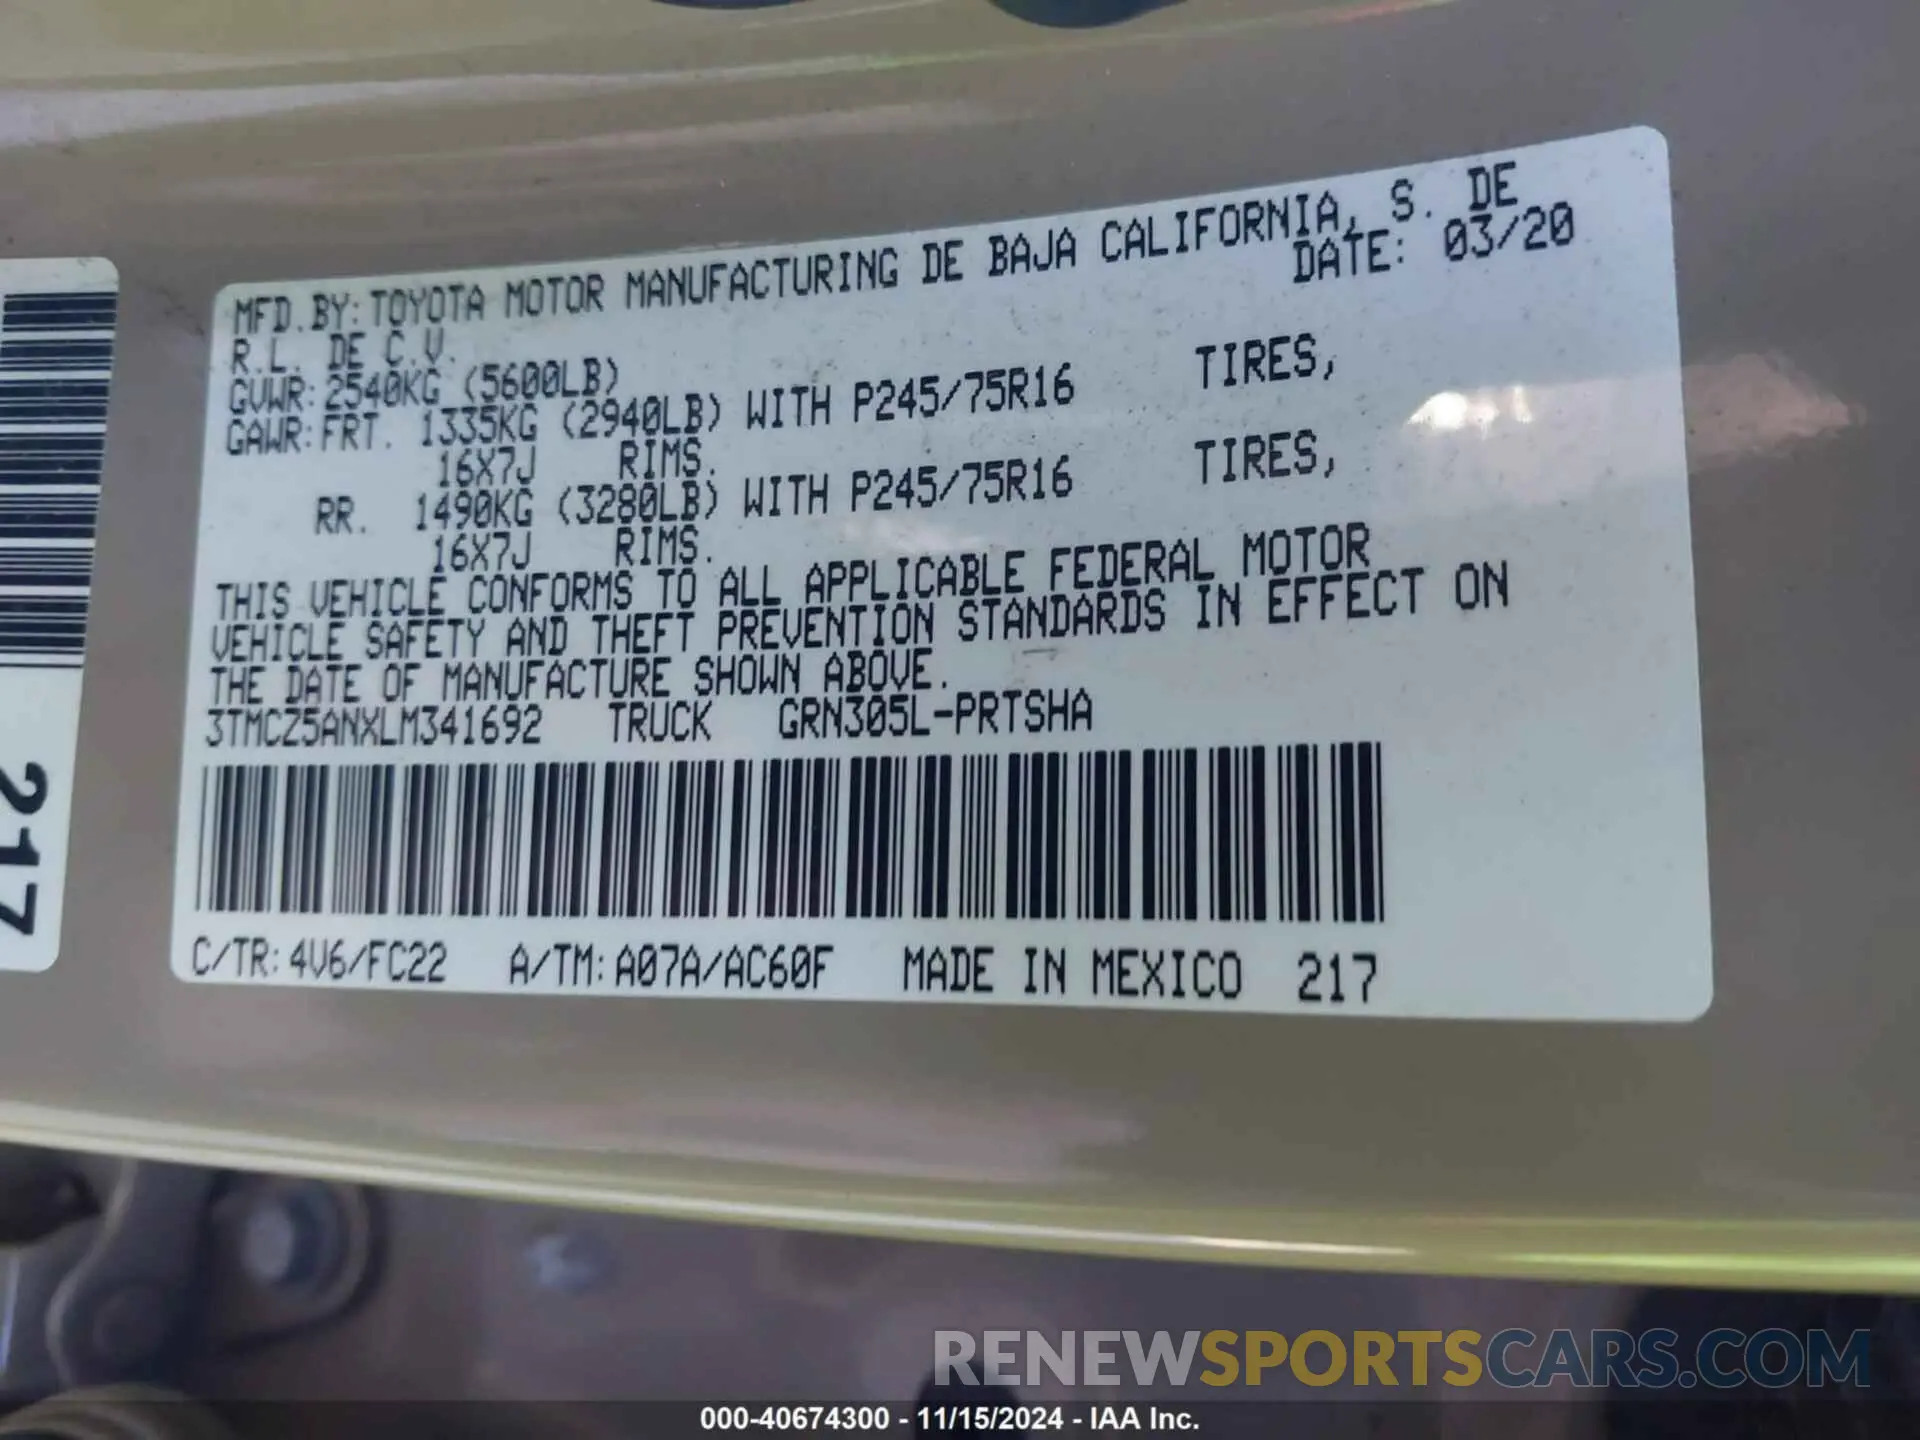 MFD.BY:TOYOTA MOTOR MANUFACTURING DE BAJA CALIFORNIA, S. DE
R.L. DE C.V. DATE: 03/20
GVWR:2540KG (5600LB)
GAWR:FRT. 1335KG (2940LB) WITH P245/75R16 TIRES,
16X7J RIMS.
RR. 1490KG (3280LB) WITH P245/75R16 TIRES,
16X7J RIMS.
THIS VEHICLE CONFORMS TO ALL APPLICABLE FEDERAL MOTOR
VEHICLE SAFETY AND THEFT PREVENTION STANDARDS IN EFFECT ON
THE DATE OF MANUFACTURE SHOWN ABOVE.
3TMCZ5ANXLM341692 TRUCK GRN305L-PRTSHA
C/TR:4V6/FC22 A/TM:A07A/AC60F MADE IN MEXICO 217
217
RENEWSPORTSCARS.COM
000-40674300 - 11/15/2024 - IAA Inc.